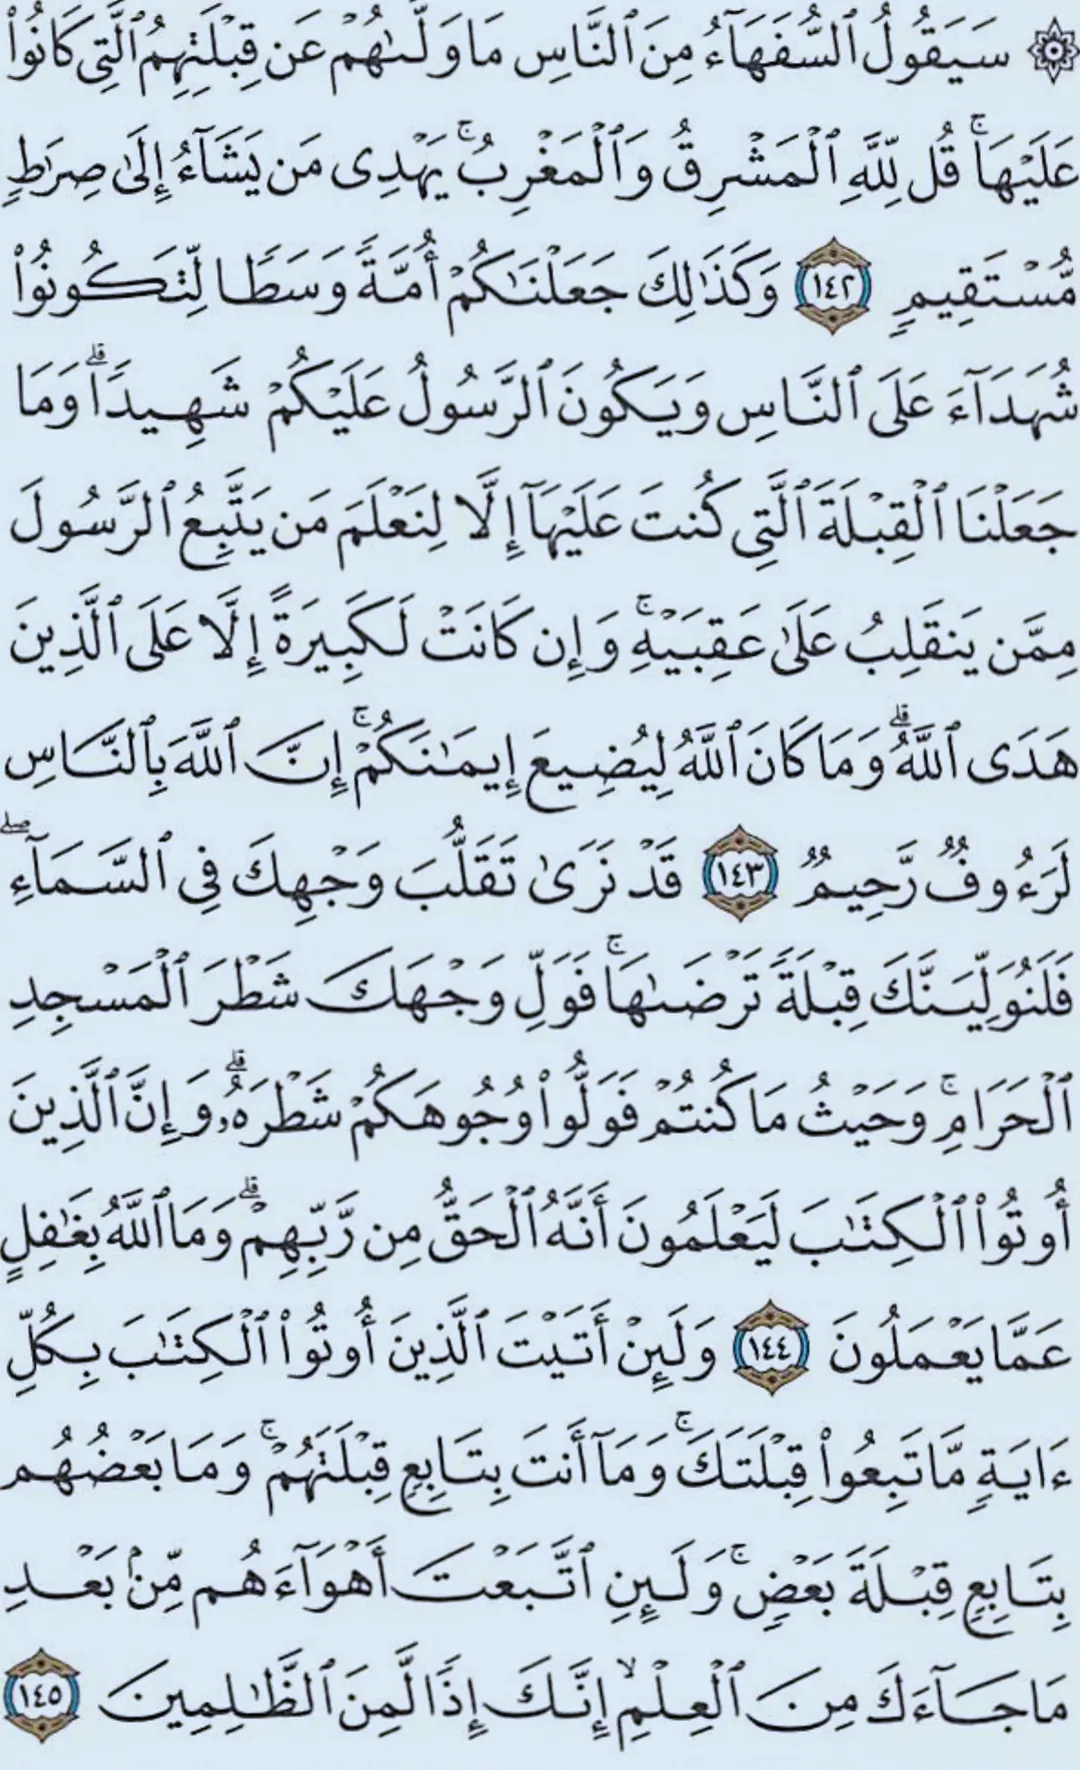 ۞ سَيَقُولُ ٱلسُّفَهَآءُ مِنَ ٱلنَّاسِ مَا وَلَّىٰهُمْ عَن قِبْلَتِهِمُ ٱلَّتِى كَانُوا۟
عَلَيْهَا ۚ قُل لِّلَّهِ ٱلْمَشْرِقُ وَٱلْمَغْرِبُ ۚ يَهْدِى مَن يَشَآءُ إِلَىٰ صِرَٰطٍ
مُّسْتَقِيمٍ ١٤٢ وَكَذَٰلِكَ جَعَلْنَٰكُمْ أُمَّةً وَسَطًا لِّتَكُونُوا۟
شُهَدَآءَ عَلَى ٱلنَّاسِ وَيَكُونَ ٱلرَّسُولُ عَلَيْكُمْ شَهِيدًا ۗ وَمَا
جَعَلْنَا ٱلْقِبْلَةَ ٱلَّتِى كُنتَ عَلَيْهَآ إِلَّا لِنَعْلَمَ مَن يَتَّبِعُ ٱلرَّسُولَ
مِمَّن يَنقَلِبُ عَلَىٰ عَقِبَيْهِ ۚ وَإِن كَانَتْ لَكَبِيرَةً إِلَّا عَلَى ٱلَّذِينَ
هَدَى ٱللَّهُ ۗ وَمَا كَانَ ٱللَّهُ لِيُضِيعَ إِيمَٰنَكُمْ ۚ إِنَّ ٱللَّهَ بِٱلنَّاسِ
لَرَءُوفٌ رَّحِيمٌ ١٤٣ قَدْ نَرَىٰ تَقَلُّبَ وَجْهِكَ فِى ٱلسَّمَآءِ ۖ
فَلَنُوَلِّيَنَّكَ قِبْلَةً تَرْضَىٰهَا ۚ فَوَلِّ وَجْهَكَ شَطْرَ ٱلْمَسْجِدِ
ٱلْحَرَامِ ۚ وَحَيْثُ مَا كُنتُمْ فَوَلُّوا۟ وُجُوهَكُمْ شَطْرَهُۥ ۗ وَإِنَّ ٱلَّذِينَ
أُوتُوا۟ ٱلْكِتَٰبَ لَيَعْلَمُونَ أَنَّهُ ٱلْحَقُّ مِن رَّبِّهِمْ ۗ وَمَا ٱللَّهُ بِغَٰفِلٍ
عَمَّا يَعْمَلُونَ ١٤٤ وَلَئِنْ أَتَيْتَ ٱلَّذِينَ أُوتُوا۟ ٱلْكِتَٰبَ بِكُلِّ
ءَايَةٍ مَّا تَبِعُوا۟ قِبْلَتَكَ ۚ وَمَآ أَنتَ بِتَابِعٍ قِبْلَتَهُمْ ۚ وَمَا بَعْضُهُم
بِتَابِعٍ قِبْلَةَ بَعْضٍ ۚ وَلَئِنِ ٱتَّبَعْتَ أَهْوَآءَهُم مِّنۢ بَعْدِ
مَا جَآءَكَ مِنَ ٱلْعِلْمِ ۙ إِنَّكَ إِذًا لَّمِنَ ٱلظَّٰلِمِينَ ١٤٥